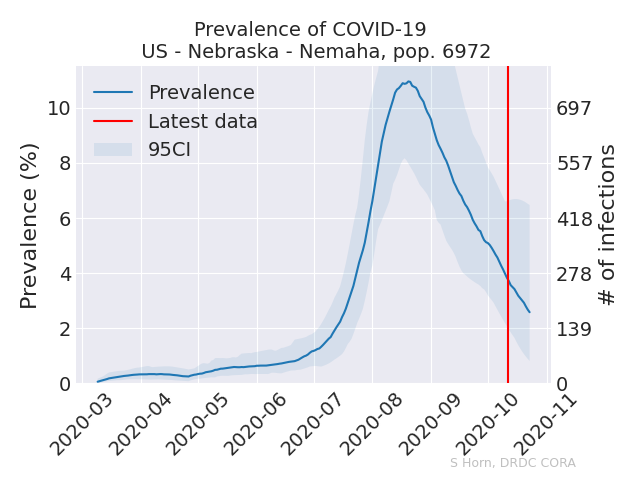 Prevalence of COVID-19
US - Nebraska - Nemaha, pop. 6972
Prevalence
Latest data
95CI
Prevalence (%)
10
8
6
4
2
0
697
557
418
278
139
0
# of infections
2020-03
2020-04
2020-05
2020-06
2020-07
2020-08
2020-09
2020-10
2020-11
S Horn, DRDC CORA